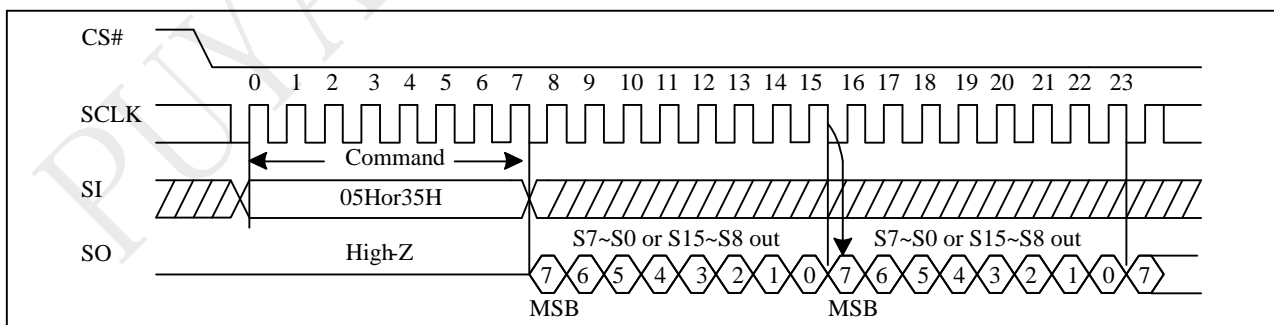 CS#
0 1 2 3 4 5 6 7 8 9 10 11 12 13 14 15 16 17 18 19 20 21 22 23
SCLK
Command
SI
05Hor35H
S7~S0 or S15~S8 out S7~S0 or S15~S8 out
SO
High-Z
7 6 5 4 3 2 1 0 7 6 5 4 3 2 1 0 7
MSB MSB
PUYA